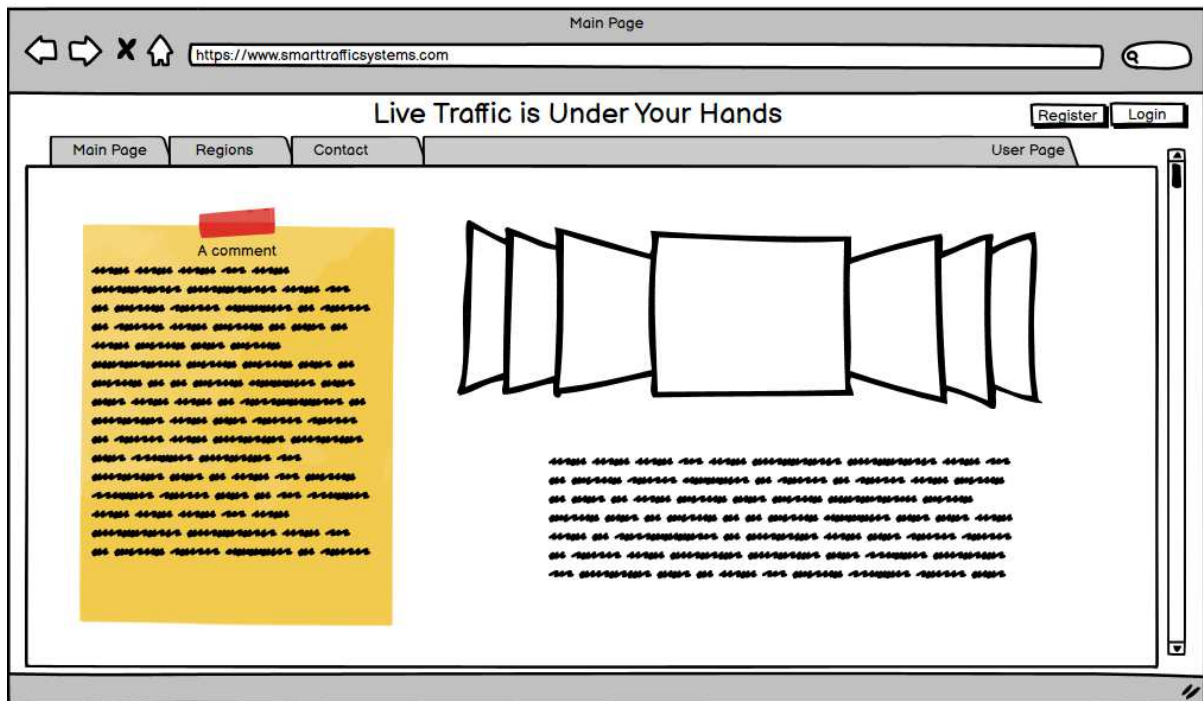 Main Page
https://www.smarttrafficsystems.com
Live Traffic is Under Your Hands
Register Login
Main Page Regions Contact User Page
A comment